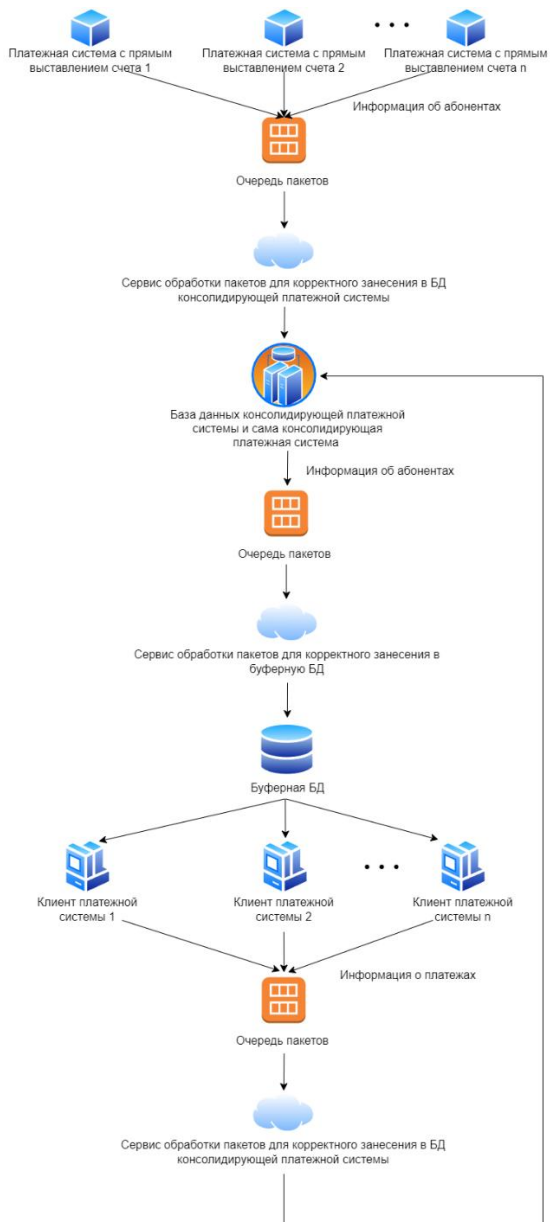 Платежная система с прямым
выставлением счета 1
Платежная система с прямым
выставлением счета 2
Платежная система с прямым
выставлением счета n
Информация об абонентах
Очередь пакетов
Сервис обработки пакетов для корректного занесения в БД
консолидирующей платежной системы
База данных консолидирующей платежной
системы и сама консолидирующая
платежная система
Информация об абонентах
Очередь пакетов
Сервис обработки пакетов для корректного занесения в
буферную БД
Буферная БД
Клиент платежной
системы 1
Клиент платежной
системы 2
Клиент платежной
системы n
Информация о платежах
Очередь пакетов
Сервис обработки пакетов для корректного занесения в БД
консолидирующей платежной системы